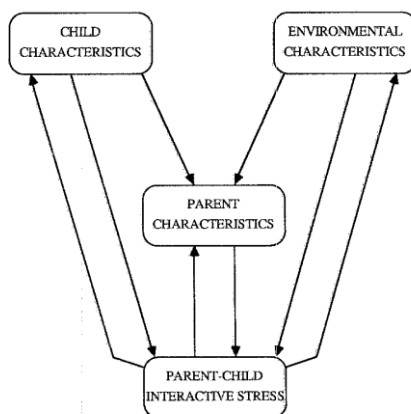 CHILD
CHARACTERISTICS
ENVIRONMENTAL
CHARACTERISTICS
PARENT
CHARACTERISTICS
PARENT-CHILD
INTERACTIVE STRESS